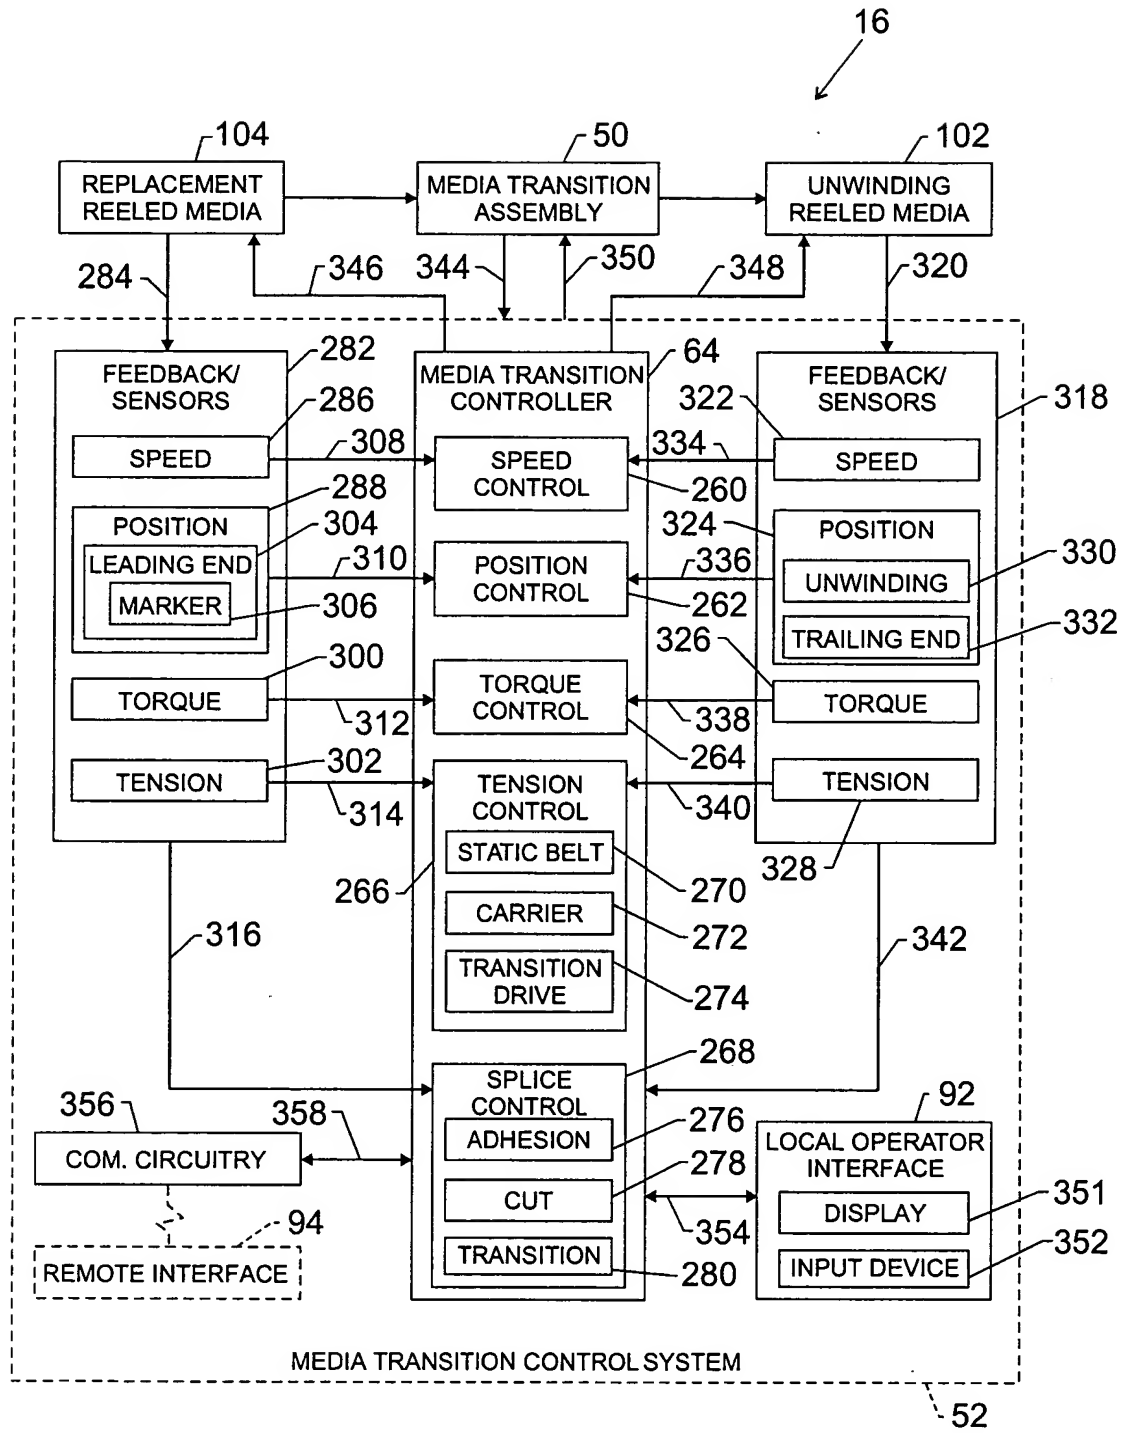 16
104
50
102
REPLACEMENT
REELED MEDIA
MEDIA TRANSITION
ASSEMBLY
UNWINDING
REELED MEDIA
284
346
344
350
348
320
282
64
318
FEEDBACK/
SENSORS
286
SPEED
288
POSITION
304
LEADING END
MARKER
306
300
TORQUE
302
TENSION
308
310
312
314
316
MEDIA TRANSITION
CONTROLLER
SPEED
CONTROL
260
POSITION
CONTROL
262
TORQUE
CONTROL
264
TENSION
CONTROL
266
STATIC BELT
270
CARRIER
272
TRANSITION
DRIVE
274
268
SPLICE
CONTROL
ADHESION
276
CUT
278
TRANSITION
280
FEEDBACK/
SENSORS
322
SPEED
324
POSITION
UNWINDING
330
TRAILING END
332
326
TORQUE
TENSION
328
334
336
338
340
342
356
COM. CIRCUITRY
358
94
REMOTE INTERFACE
92
LOCAL OPERATOR
INTERFACE
DISPLAY
351
INPUT DEVICE
352
354
MEDIA TRANSITION CONTROL SYSTEM
52